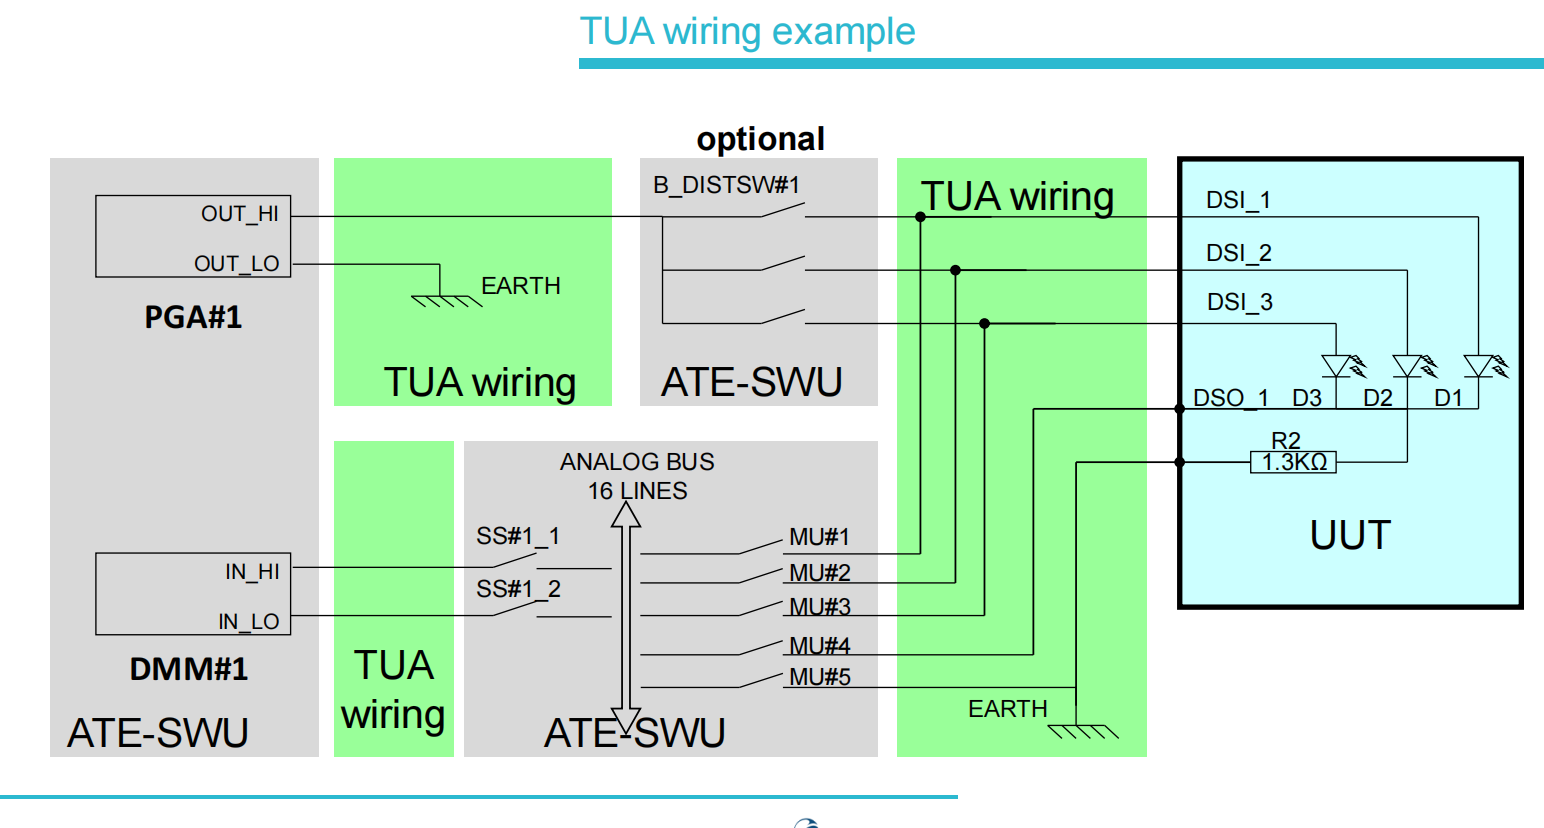 TUA wiring example
optional
B_DISTSW#1
OUT_HI
OUT_LO
PGA#1
EARTH
TUA wiring
ATE-SWU
TUA wiring
DSI_1
DSI_2
DSI_3
DSO_1 D3 D2 D1
R2
1.3KΩ
UUT
ANALOG BUS
16 LINES
SS#1_1
SS#1_2
MU#1
MU#2
MU#3
MU#4
MU#5
IN_HI
IN_LO
DMM#1
ATE-SWU
TUA
wiring
ATE-SWU
EARTH